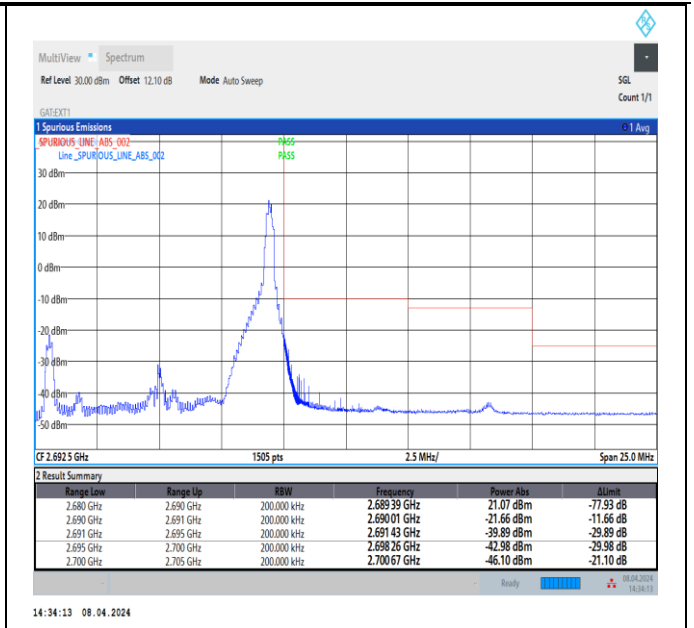 R&S
MultiView Spectrum
Ref Level 30.00 dBm Offset 12.10 dB Mode Auto Sweep SGL
Count 1/1
GAT:EXT1
1 Spurious Emissions 1 Avg
_SPURIOUS_LINE_ABS_002 PASS
Line _SPURIOUS_LINE_ABS_002 PASS
30 dBm
20 dBm
10 dBm
0 dBm
-10 dBm
-20 dBm
-30 dBm
-40 dBm
-50 dBm
CF 2.692 5 GHz 1505 pts 2.5 MHz/ Span 25.0 MHz
2 Result Summary
Range Low Range Up RBW Frequency Power Abs ΔLimit
2.680 GHz 2.690 GHz 200.000 kHz 2.689 39 GHz 21.07 dBm -77.93 dB
2.690 GHz 2.691 GHz 200.000 kHz 2.690 01 GHz -21.66 dBm -11.66 dB
2.691 GHz 2.695 GHz 200.000 kHz 2.691 43 GHz -39.89 dBm -29.89 dB
2.695 GHz 2.700 GHz 200.000 kHz 2.698 26 GHz -42.98 dBm -29.98 dB
2.700 GHz 2.705 GHz 200.000 kHz 2.700 67 GHz -46.10 dBm -21.10 dB
Ready 08.04.2024
14:34:13
14:34:13 08.04.2024